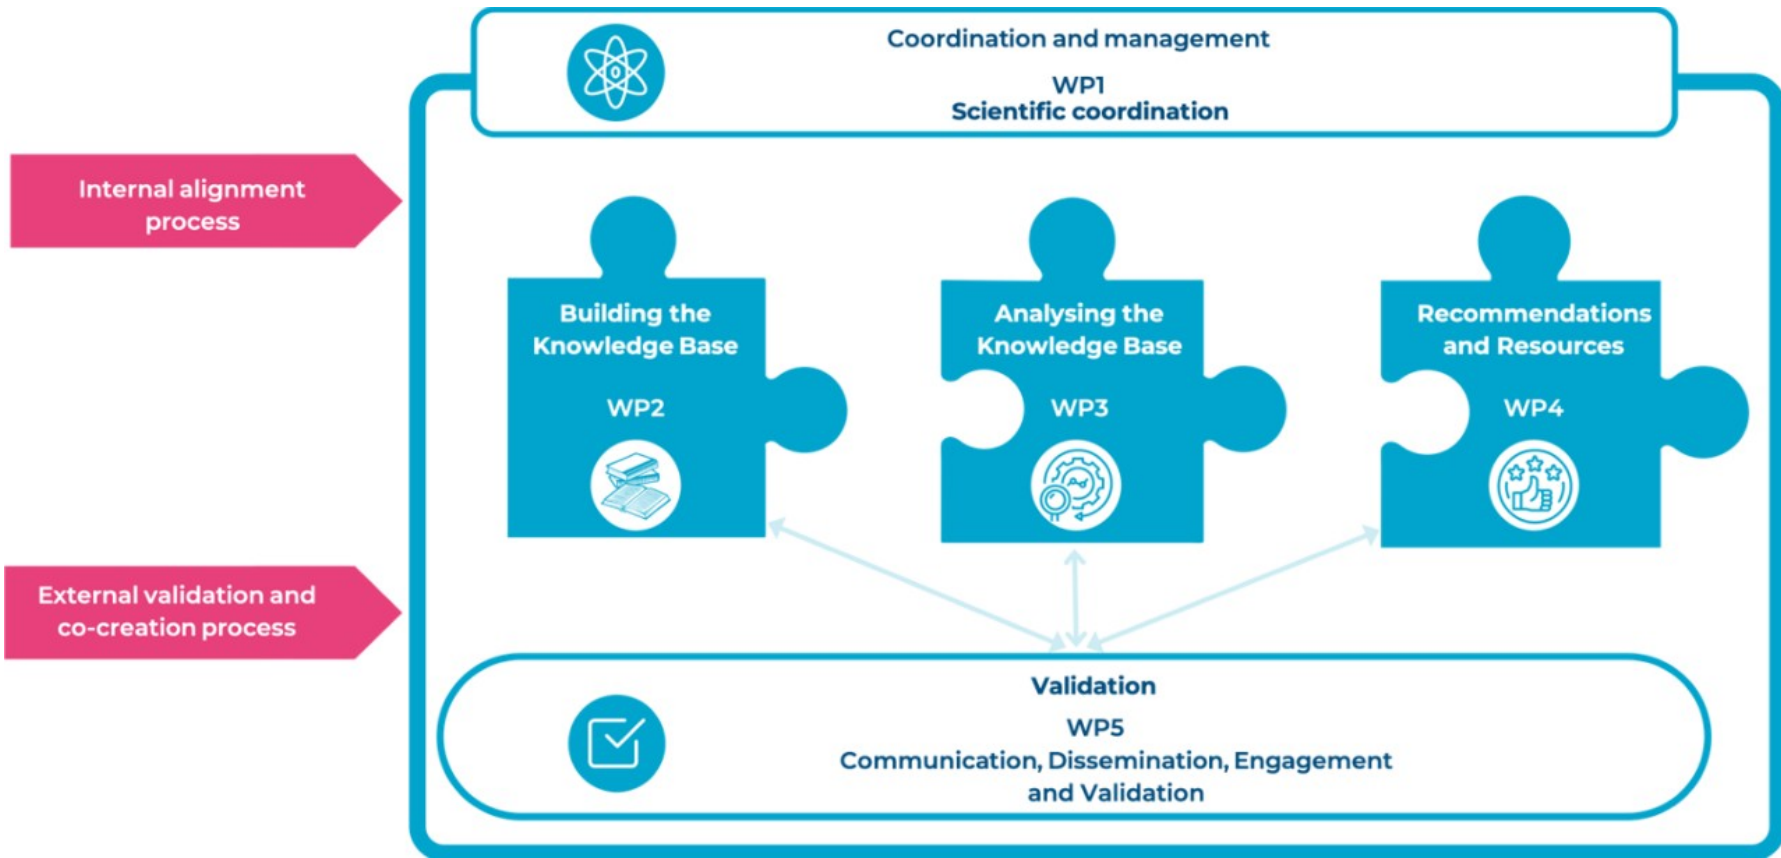 Coordination and management
WP1
Scientific coordination
Internal alignment
process
Building the
Knowledge Base
WP2
Analysing the
Knowledge Base
WP3
Recommendations
and Resources
WP4
External validation and
co-creation process
Validation
WP5
Communication, Dissemination, Engagement
and Validation